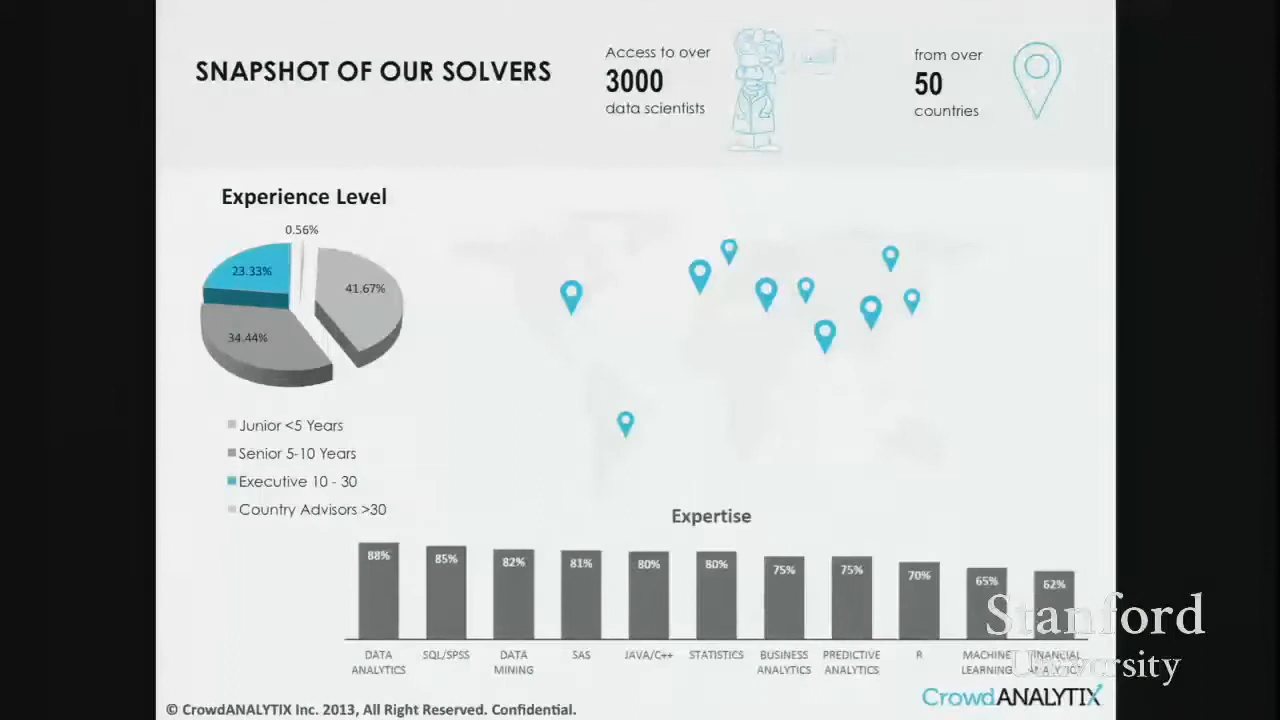 SNAPSHOT OF OUR SOLVERS
Access to over
3000
data scientists
from over
50
countries
Experience Level
0.56%
23.33%
41.67%
34.44%
Junior <5 Years
Senior 5-10 Years
Executive 10 - 30
Country Advisors >30
Expertise
88%
85%
82%
81%
80%
80%
75%
75%
70%
65%
62%
DATA
ANALYTICS
SQL/SPSS
DATA
MINING
SAS
JAVA/C++
STATISTICS
BUSINESS
ANALYTICS
PREDICTIVE
ANALYTICS
R
MACHINE
LEARNING
FINANCIAL
Stanford
University
CrowdANALYTIX
© CrowdANALYTIX Inc. 2013, All Right Reserved. Confidential.